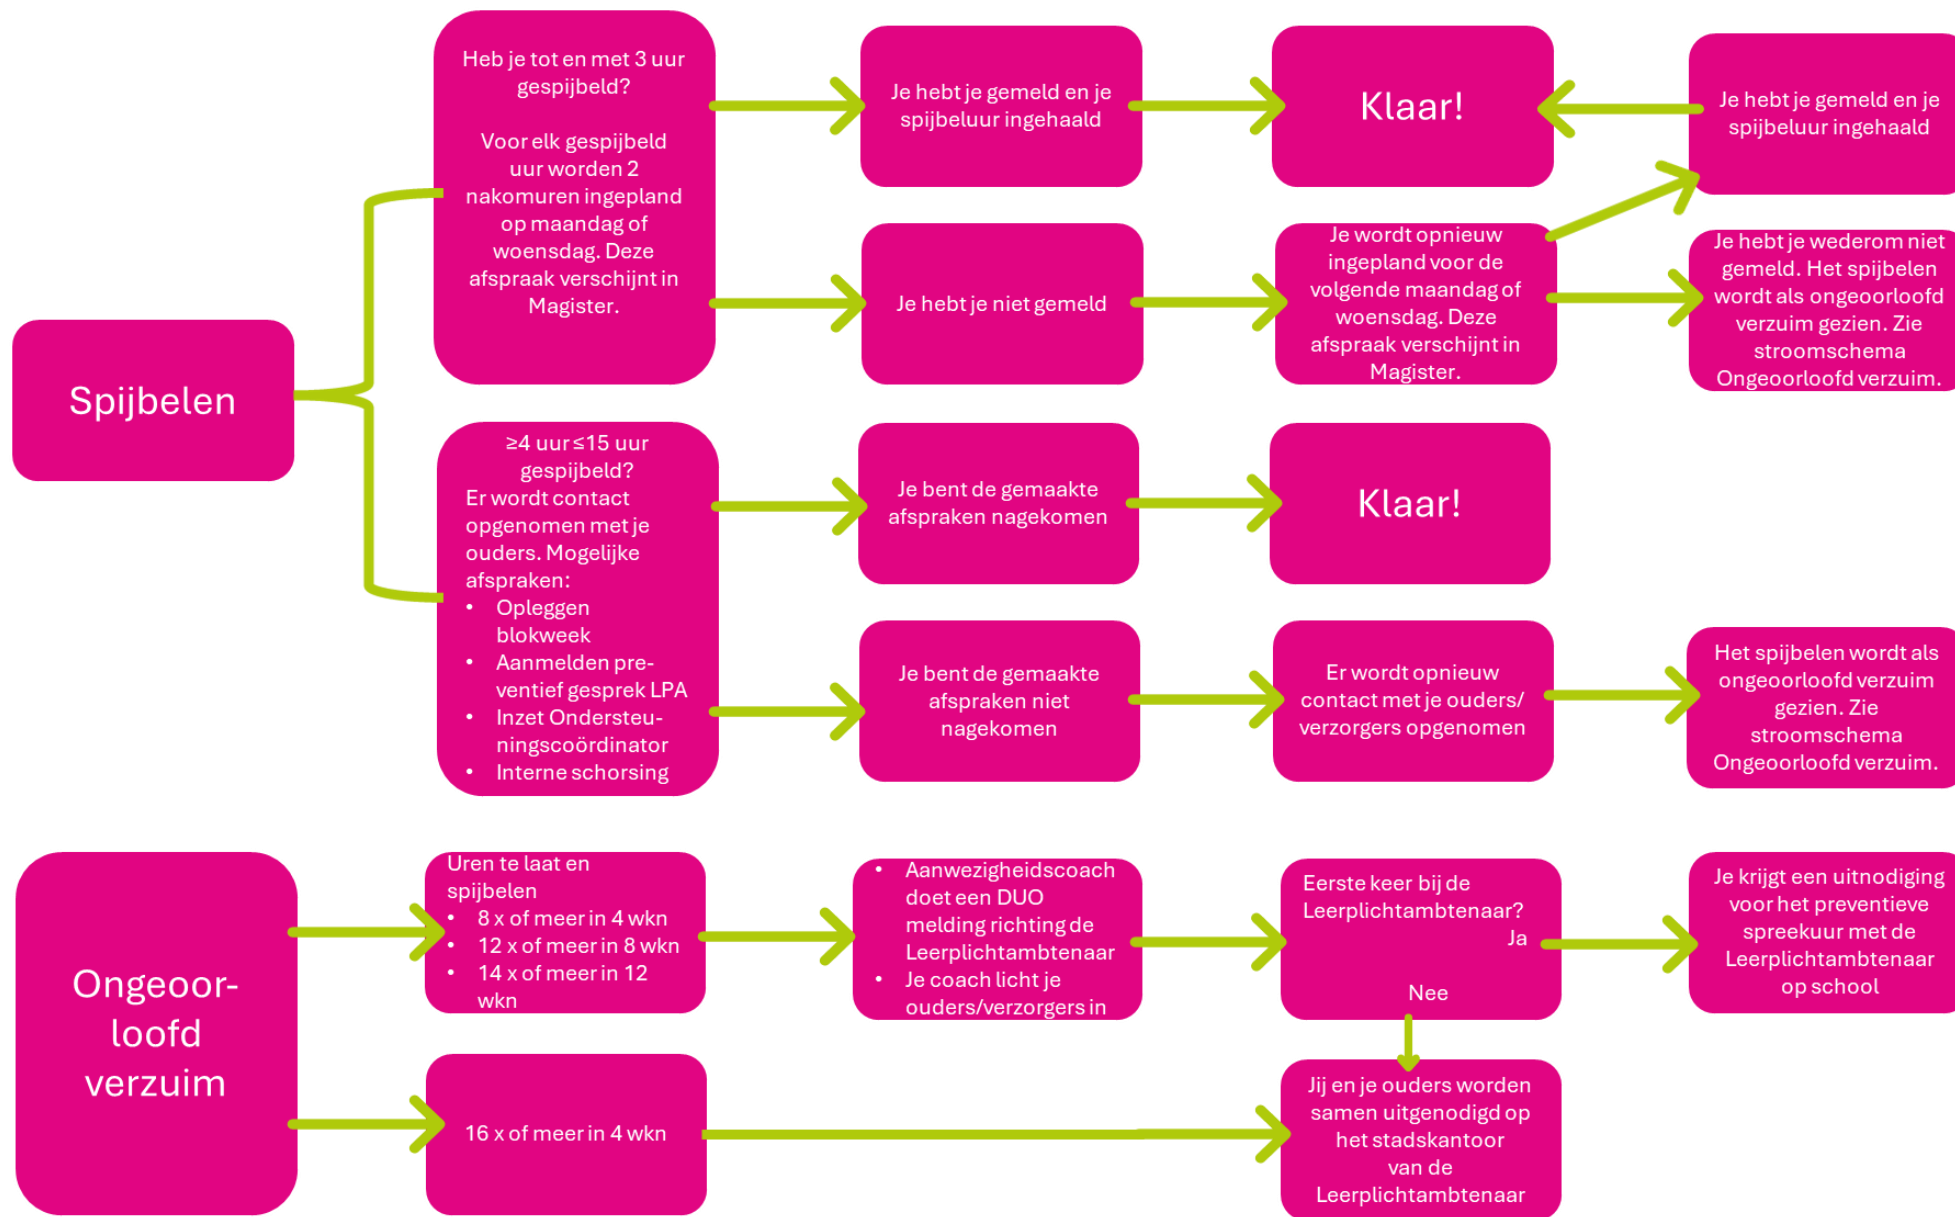 Spijbelen
Heb je tot en met 3 uur
gespijbeld?
Voor elk gespijbeld
uur worden 2
nakomuren ingepland
op maandag of
woensdag. Deze
afspraak verschijnt in
Magister.
Je hebt je gemeld en je
spijbeluur ingehaald
Klaar!
Je hebt je gemeld en je
spijbeluur ingehaald
Je hebt je niet gemeld
Je wordt opnieuw
ingepland voor de
volgende maandag of
woensdag. Deze
afspraak verschijnt in
Magister.
Je hebt je wederom niet
gemeld. Het spijbelen
wordt als ongeoorloofd
verzuim gezien. Zie
stroomschema
Ongeoorloofd verzuim.
≥4 uur ≤15 uur
gespijbeld?
Er wordt contact
opgenomen met je
ouders. Mogelijke
afspraken:
• Opleggen
blokweek
• Aanmelden pre-
ventief gesprek LPA
• Inzet Ondersteu-
ningscoördinator
• Interne schorsing
Je bent de gemaakte
afspraken nagekomen
Klaar!
Je bent de gemaakte
afspraken niet
nagekomen
Er wordt opnieuw
contact met je ouders/
verzorgers opgenomen
Het spijbelen wordt als
ongeoorloofd verzuim
gezien. Zie
stroomschema
Ongeoorloofd verzuim.
Ongeoor-
loofd
verzuim
Uren te laat en
spijbelen
• 8 x of meer in 4 wkn
• 12 x of meer in 8 wkn
• 14 x of meer in 12
wkn
• Aanwezigheidscoach
doet een DUO
melding richting de
Leerplichtambtenaar
• Je coach licht je
ouders/verzorgers in
Eerste keer bij de
Leerplichtambtenaar?
Ja
Nee
Je krijgt een uitnodiging
voor het preventieve
spreekuur met de
Leerplichtambtenaar
op school
16 x of meer in 4 wkn
Jij en je ouders worden
samen uitgenodigd op
het stadskantoor
van de
Leerplichtambtenaar